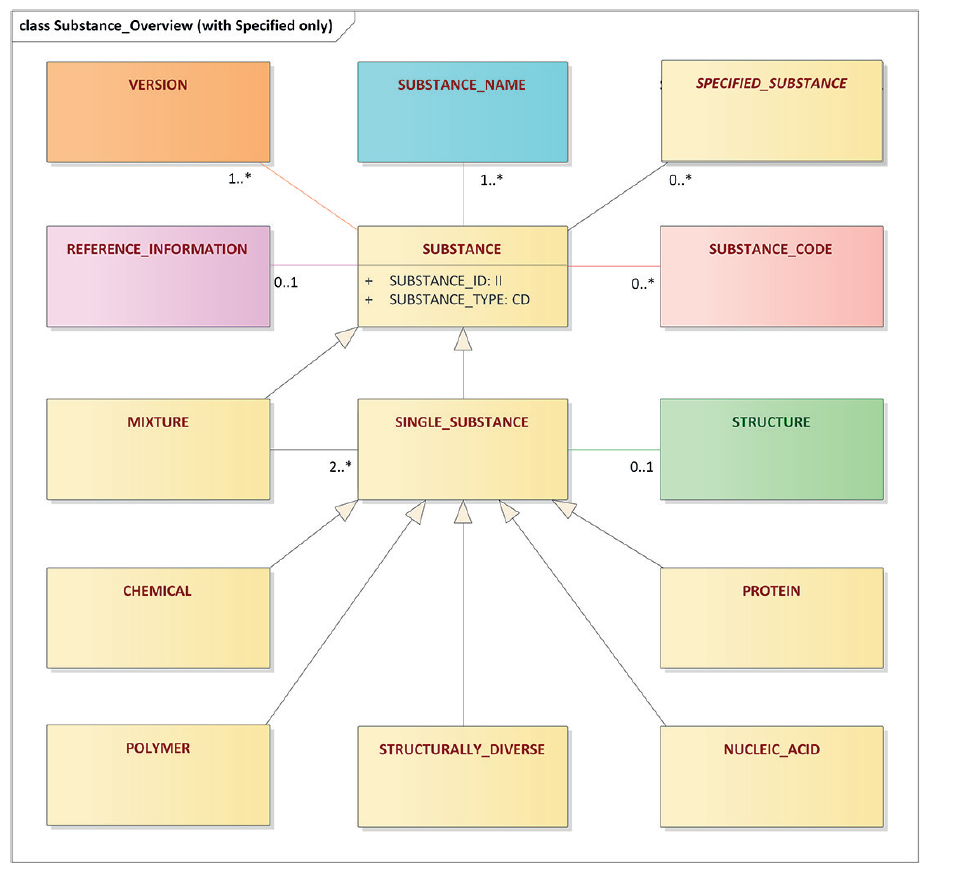 class Substance_Overview (with Specified only)
VERSION
SUBSTANCE_NAME
SPECIFIED_SUBSTANCE
1..*
1..*
0..*
REFERENCE_INFORMATION
SUBSTANCE
SUBSTANCE_CODE
0..1
+ SUBSTANCE_ID: II
+ SUBSTANCE_TYPE: CD
0..*
MIXTURE
SINGLE_SUBSTANCE
STRUCTURE
2..*
0..1
CHEMICAL
PROTEIN
POLYMER
STRUCTURALLY_DIVERSE
NUCLEIC_ACID